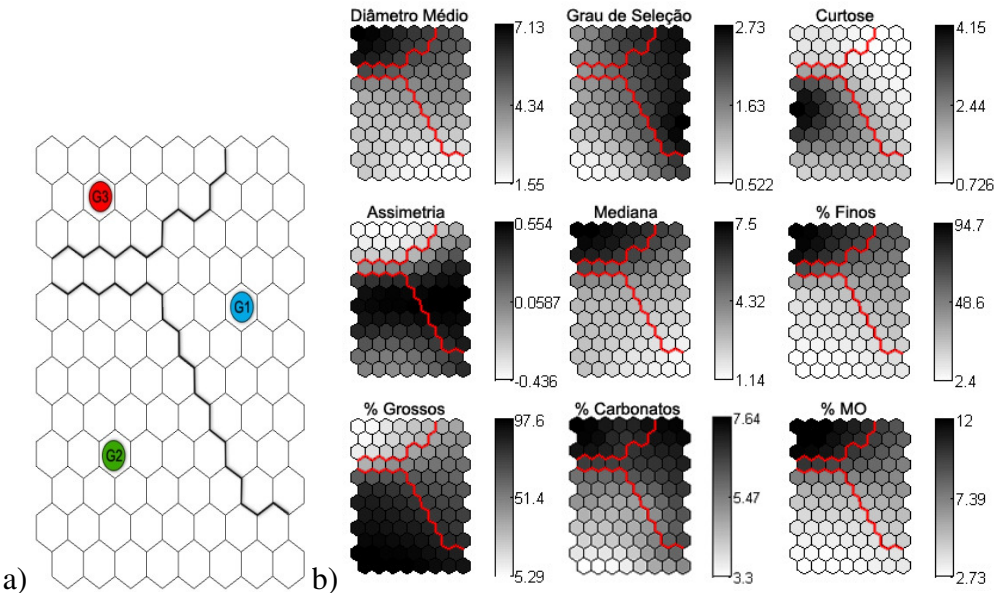 Diâmetro Médio
7.13
4.34
1.55
Grau de Seleção
2.73
1.63
0.522
Curtose
4.15
2.44
0.726
G3
G1
G2
Assimetria
0.554
0.0587
-0.436
Mediana
7.5
4.32
1.14
% Finos
94.7
48.6
2.4
% Grossos
97.6
51.4
5.29
% Carbonatos
7.64
5.47
3.3
% MO
12
7.39
2.73
a)
b)